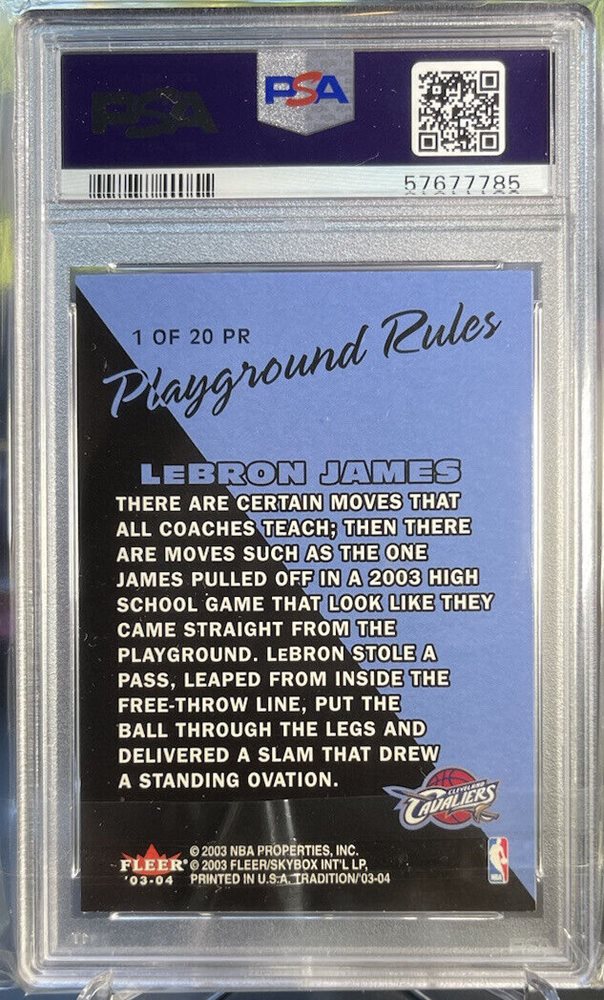 PSA
PSA
57677785
1 OF 20 PR
Playground Rules
LEBRON JAMES
THERE ARE CERTAIN MOVES THAT
ALL COACHES TEACH; THEN THERE
ARE MOVES SUCH AS THE ONE
JAMES PULLED OFF IN A 2003 HIGH
SCHOOL GAME THAT LOOK LIKE THEY
CAME STRAIGHT FROM THE
PLAYGROUND. LEBRON STOLE A
PASS, LEAPED FROM INSIDE THE
FREE-THROW LINE, PUT THE
BALL THROUGH THE LEGS AND
DELIVERED A SLAM THAT DREW
A STANDING OVATION.
CLEVELAND
CAVALIERS
FLEER®
'03-04
© 2003 NBA PROPERTIES, INC.
© 2003 FLEER/SKYBOX INT'L LP,
PRINTED IN U.S.A. TRADITION/'03-04
NBA